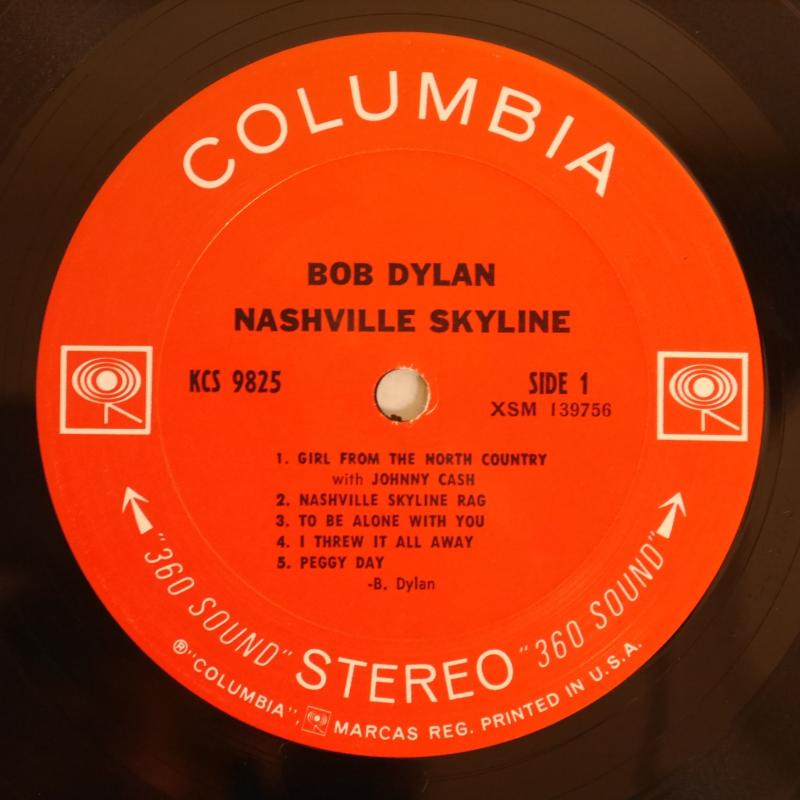 COLUMBIA
BOB DYLAN
NASHVILLE SKYLINE
KCS 9825
SIDE 1
XSM 139756
1. GIRL FROM THE NORTH COUNTRY
with JOHNNY CASH
2. NASHVILLE SKYLINE RAG
3. TO BE ALONE WITH YOU
4. I THREW IT ALL AWAY
5. PEGGY DAY
-B. Dylan
"360 SOUND" STEREO "360 SOUND"
®"COLUMBIA", MARCAS REG. PRINTED IN U.S.A.